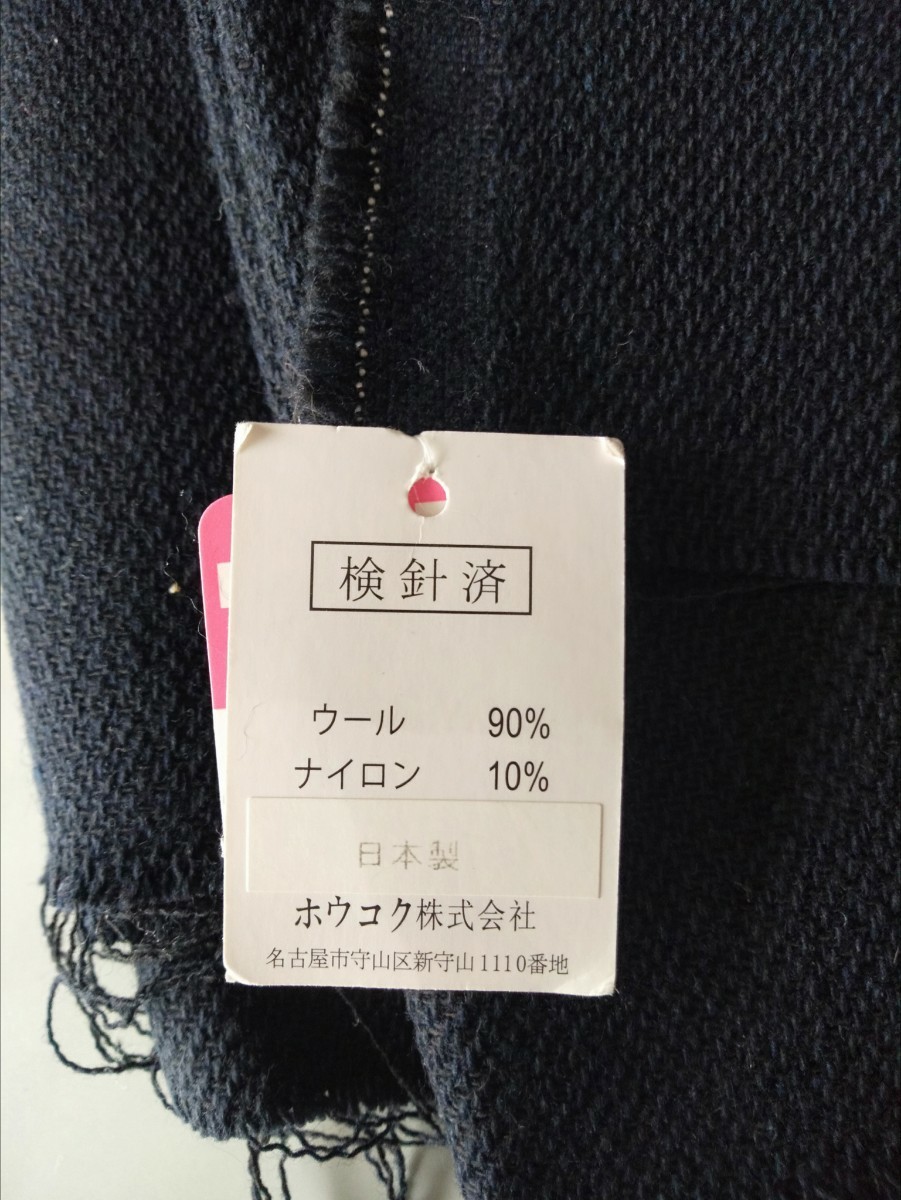 検針済
ウール 90%
ナイロン 10%
日本製
ホウコク株式会社
名古屋市守山区新守山1110番地